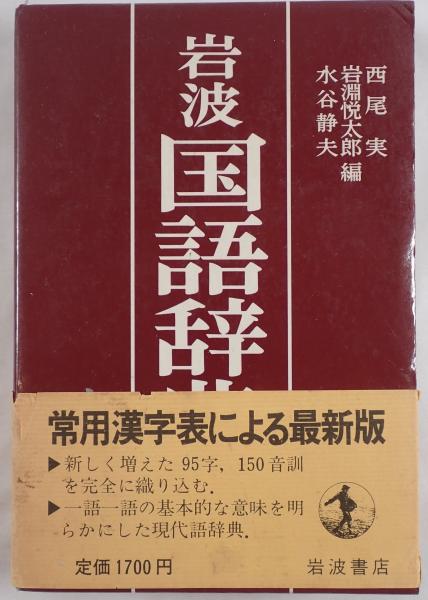 西尾実
岩淵悦太郎 編
水谷静夫
岩波
国語辞典
常用漢字表による最新版
▶新しく増えた 95字，150音訓
を完全に織り込む．
▶一語一語の基本的な意味を明
らかにした現代語辞典．
定価1700円
岩波書店